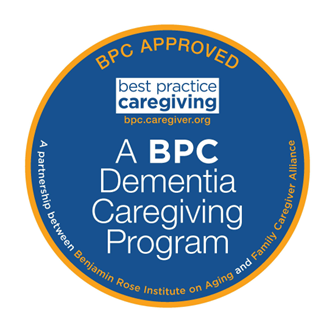 BPC APPROVED
best practice
caregiving
bpc.caregiver.org
A BPC
Dementia
Caregiving
Program
A partnership between Benjamin Rose Institute on Aging and Family Caregiver Alliance